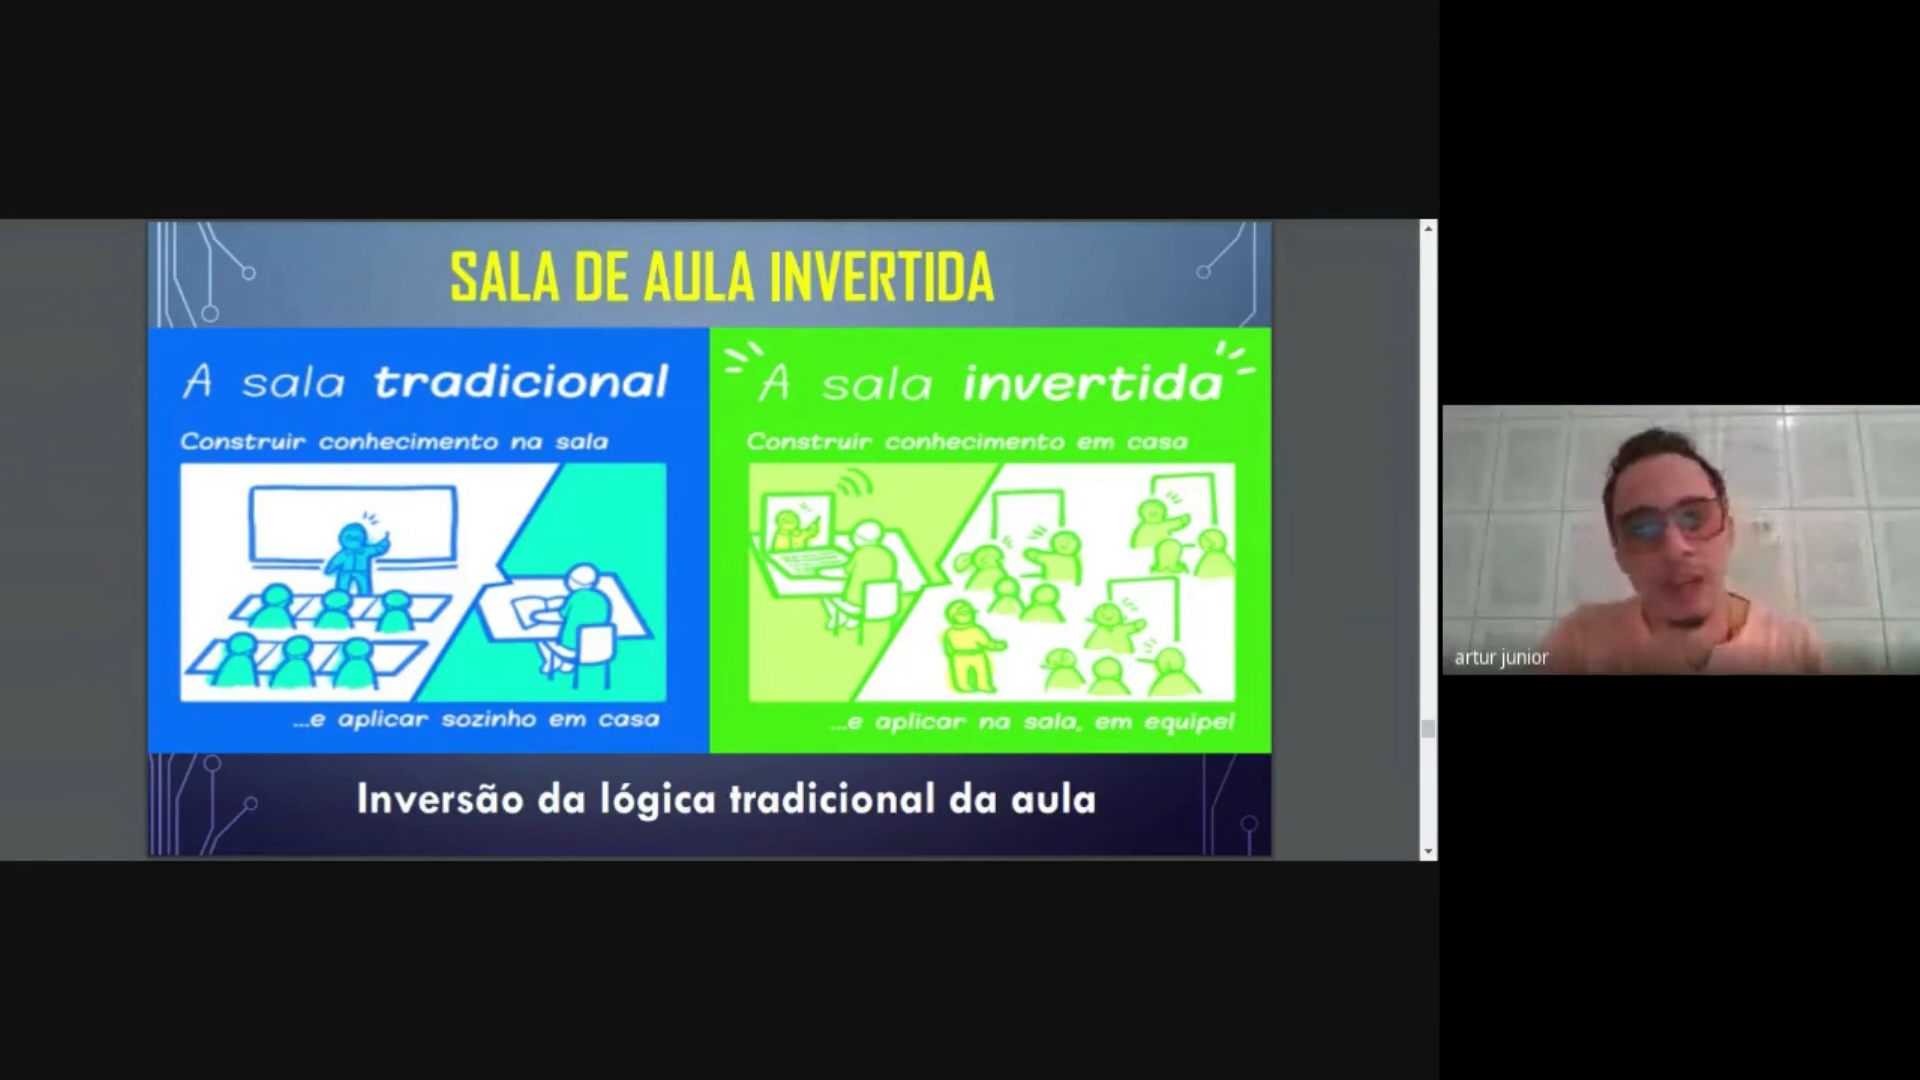 SALA DE AULA INVERTIDA
A sala tradicional
Construir conhecimento na sala
...e aplicar sozinho em casa
A sala invertida
Construir conhecimento em casa
...e aplicar na sala, em equipe!
Inversão da lógica tradicional da aula
artur junior